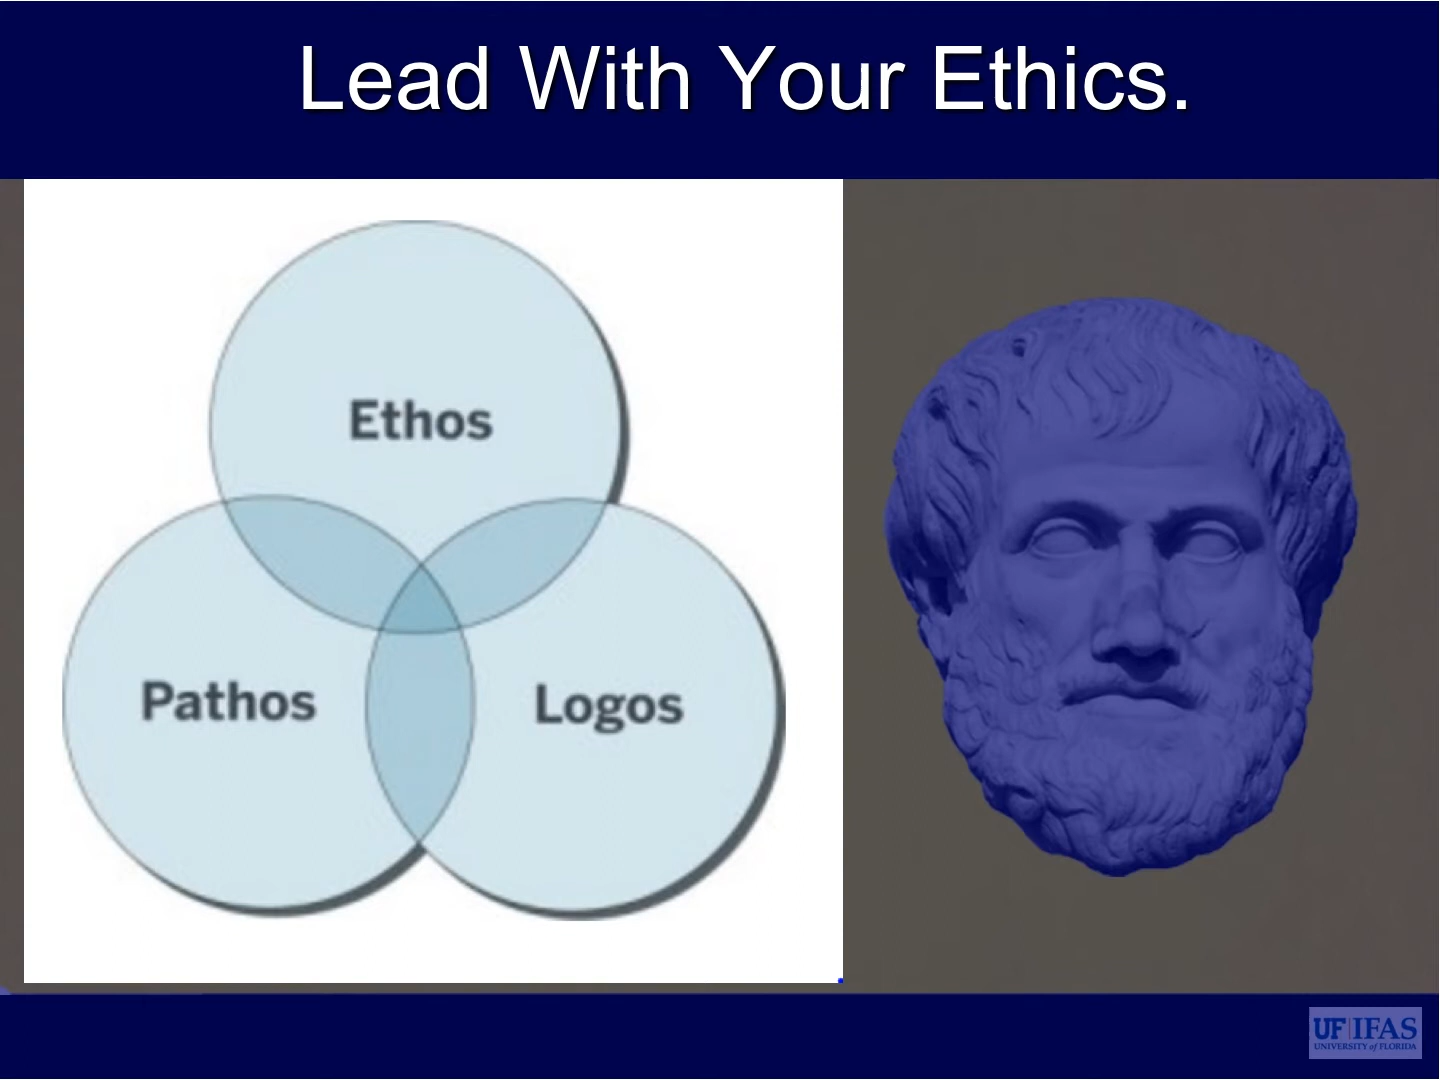 Lead With Your Ethics.
Ethos
Pathos
Logos
UF|IFAS
UNIVERSITY of FLORIDA